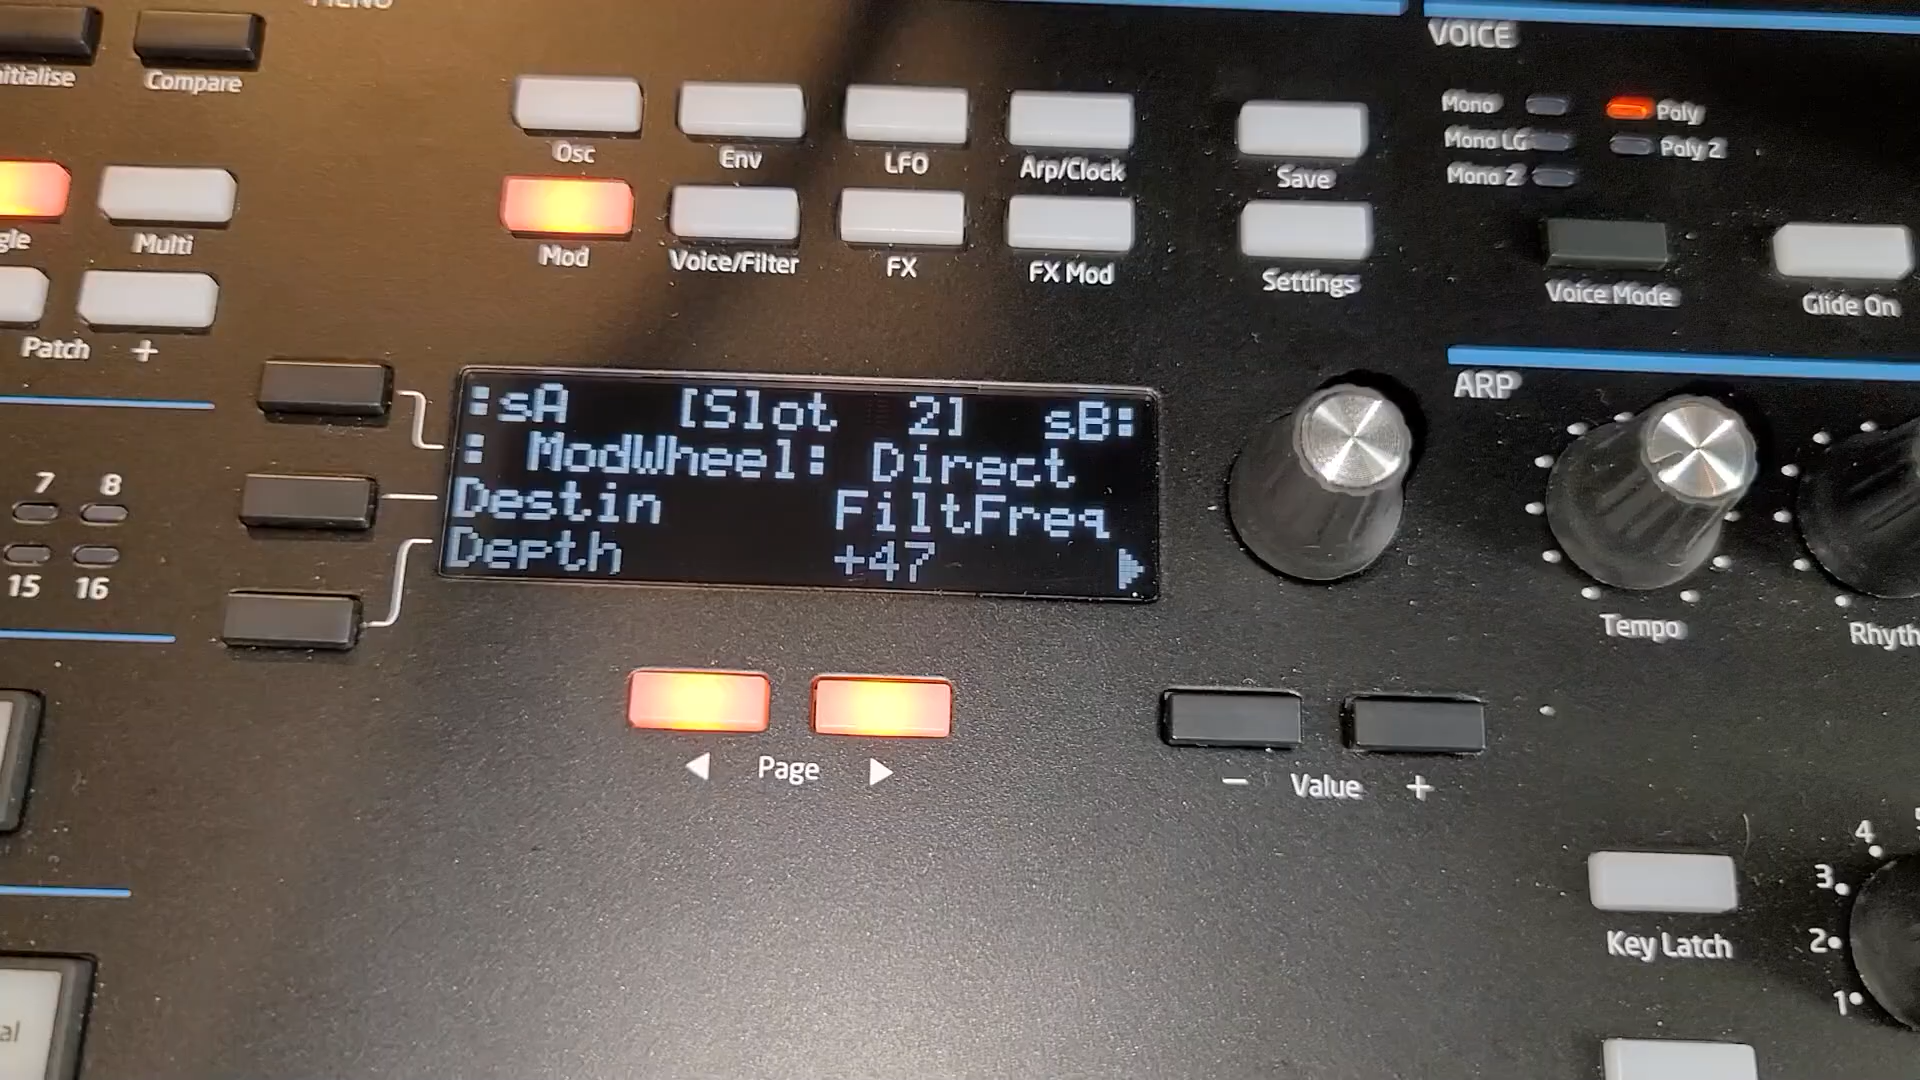 MENU
VOICE
Compare
Osc
Env
LFO
Arp/Clock
Save
Mono
Poly
Mono LG
Poly 2
Mono 2
Multi
Mod
Voice/Filter
FX
FX Mod
Settings
Voice Mode
Glide On
Patch +
ARP
:sA [Slot 2] sB:
: ModWheel: Direct
Destin FiltFreq
Depth +47
7 8
15 16
Tempo
◀ Page ▶
− Value +
4
3
Key Latch
2
1